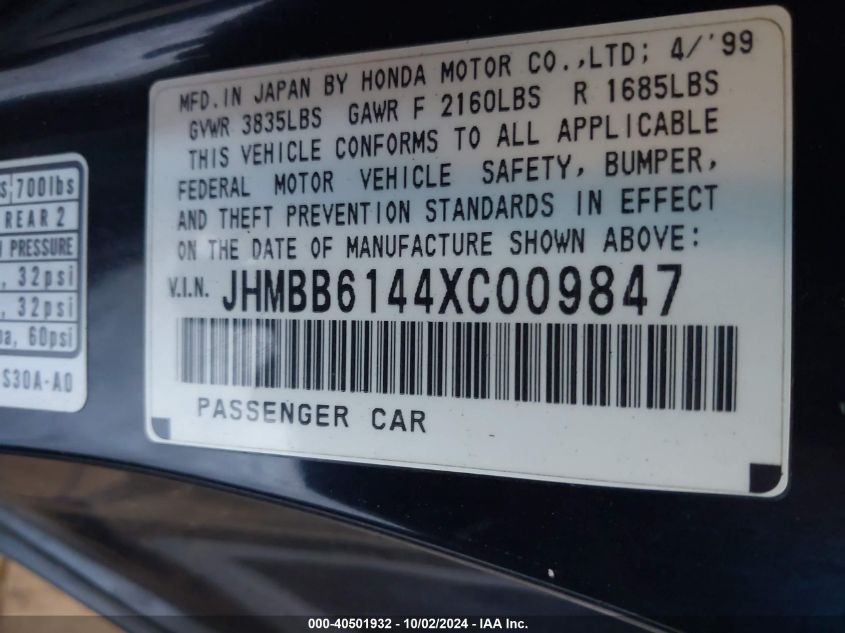 MFD.IN JAPAN BY HONDA MOTOR CO.,LTD; 4/'99
GVWR 3835LBS GAWR F 2160LBS R 1685LBS
THIS VEHICLE CONFORMS TO ALL APPLICABLE
FEDERAL MOTOR VEHICLE SAFETY, BUMPER,
AND THEFT PREVENTION STANDARDS IN EFFECT
ON THE DATE OF MANUFACTURE SHOWN ABOVE:
V.I.N. JHMBB6144XC009847
PASSENGER CAR
700lbs
REAR 2
PRESSURE
, 32psi
, 32psi
, 60psi
S30A-A0
000-40501932 - 10/02/2024 - IAA Inc.